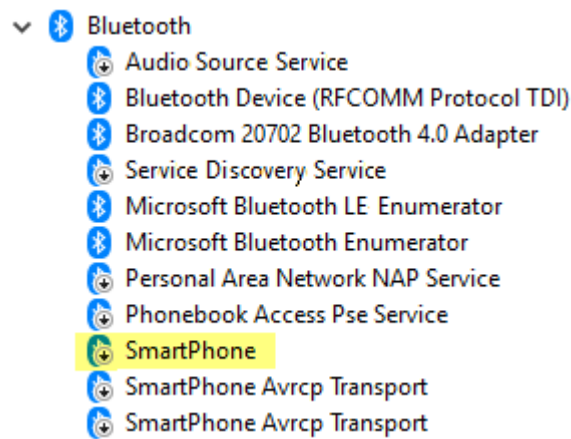 Bluetooth
Audio Source Service
Bluetooth Device (RFCOMM Protocol TDI)
Broadcom 20702 Bluetooth 4.0 Adapter
Service Discovery Service
Microsoft Bluetooth LE Enumerator
Microsoft Bluetooth Enumerator
Personal Area Network NAP Service
Phonebook Access Pse Service
SmartPhone
SmartPhone Avrcp Transport
SmartPhone Avrcp Transport